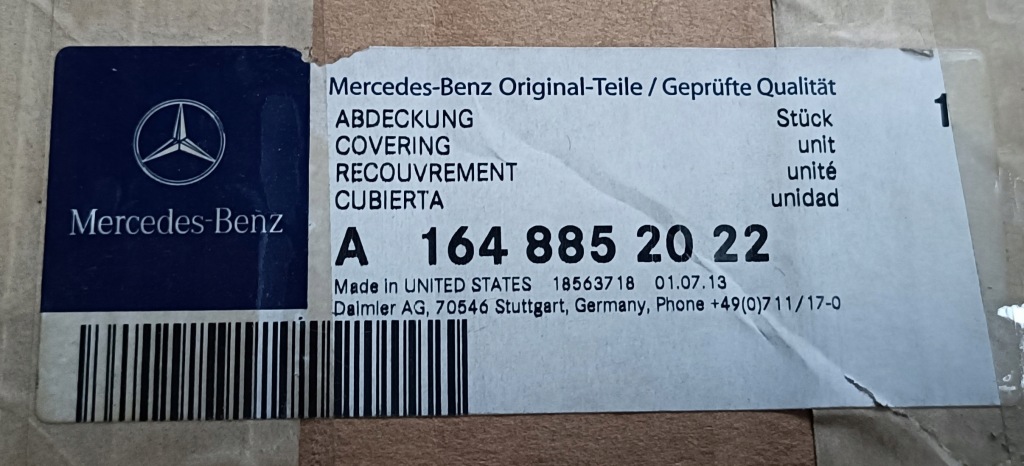 Mercedes-Benz
Mercedes-Benz Original-Teile / Geprüfte Qualität
ABDECKUNG Stück 1
COVERING unit
RECOUVREMENT unité
CUBIERTA unidad
A 164 885 20 22
Made in UNITED STATES 18563718 01.07.13
Daimler AG, 70546 Stuttgart, Germany, Phone +49(0)711/17-0